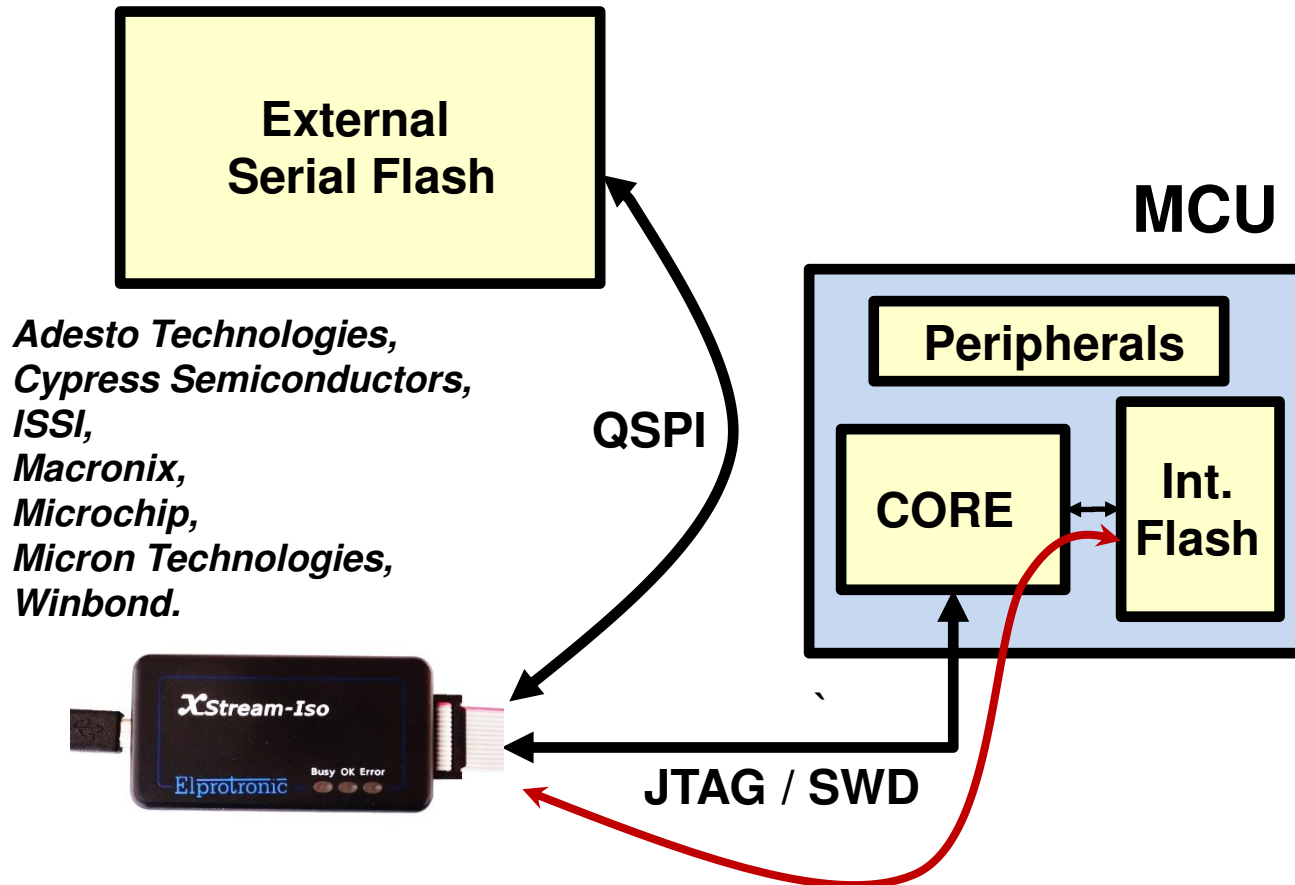 External
Serial Flash
MCU
Adesto Technologies,
Cypress Semiconductors,
ISSI,
Macronix,
Microchip,
Micron Technologies,
Winbond.
QSPI
Peripherals
CORE
Int.
Flash
XStream-Iso
Busy OK Error
Elprotronic
`
JTAG / SWD